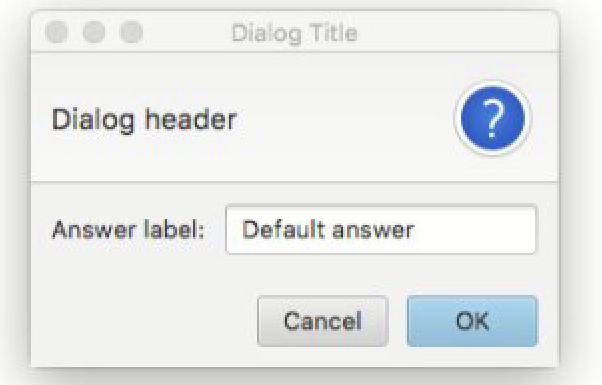 Dialog Title
Dialog header
?
Answer label: Default answer
Cancel OK